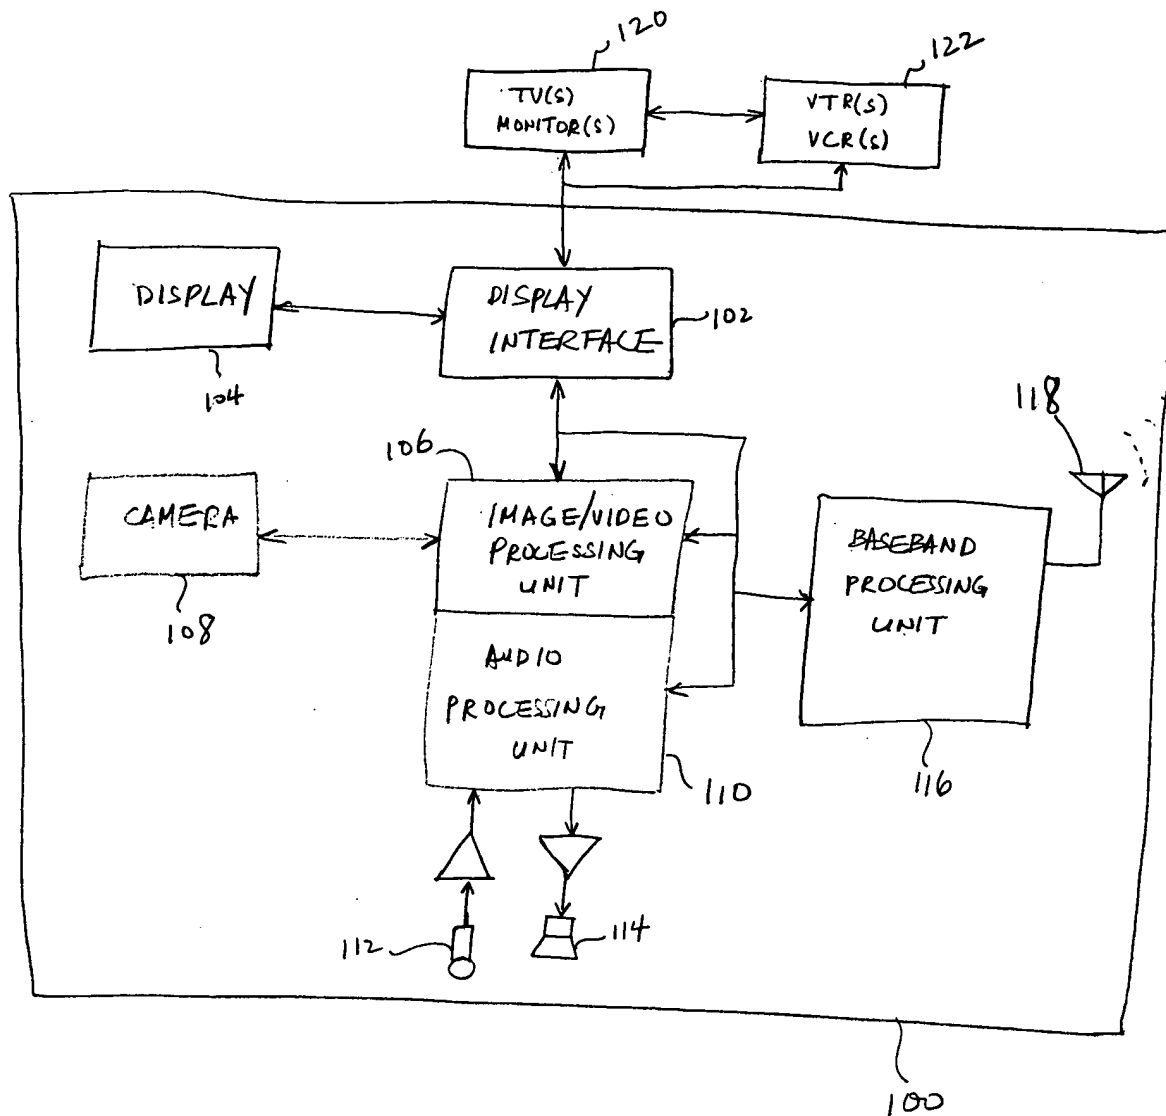 120
122
TV(S)
MONITOR(S)
VTR(S)
VCR(S)
DISPLAY
104
DISPLAY
INTERFACE
102
118
106
CAMERA
108
IMAGE/VIDEO
PROCESSING
UNIT
BASEBAND
PROCESSING
UNIT
116
AUDIO
PROCESSING
UNIT
110
112
114
100